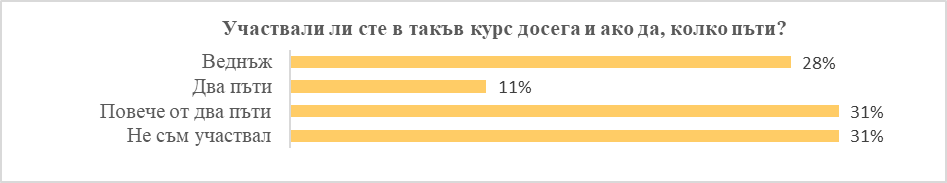 Участвали ли сте в такъв курс досега и ако да, колко пъти?
Веднъж 28%
Два пъти 11%
Повече от два пъти 31%
Не съм участвал 31%